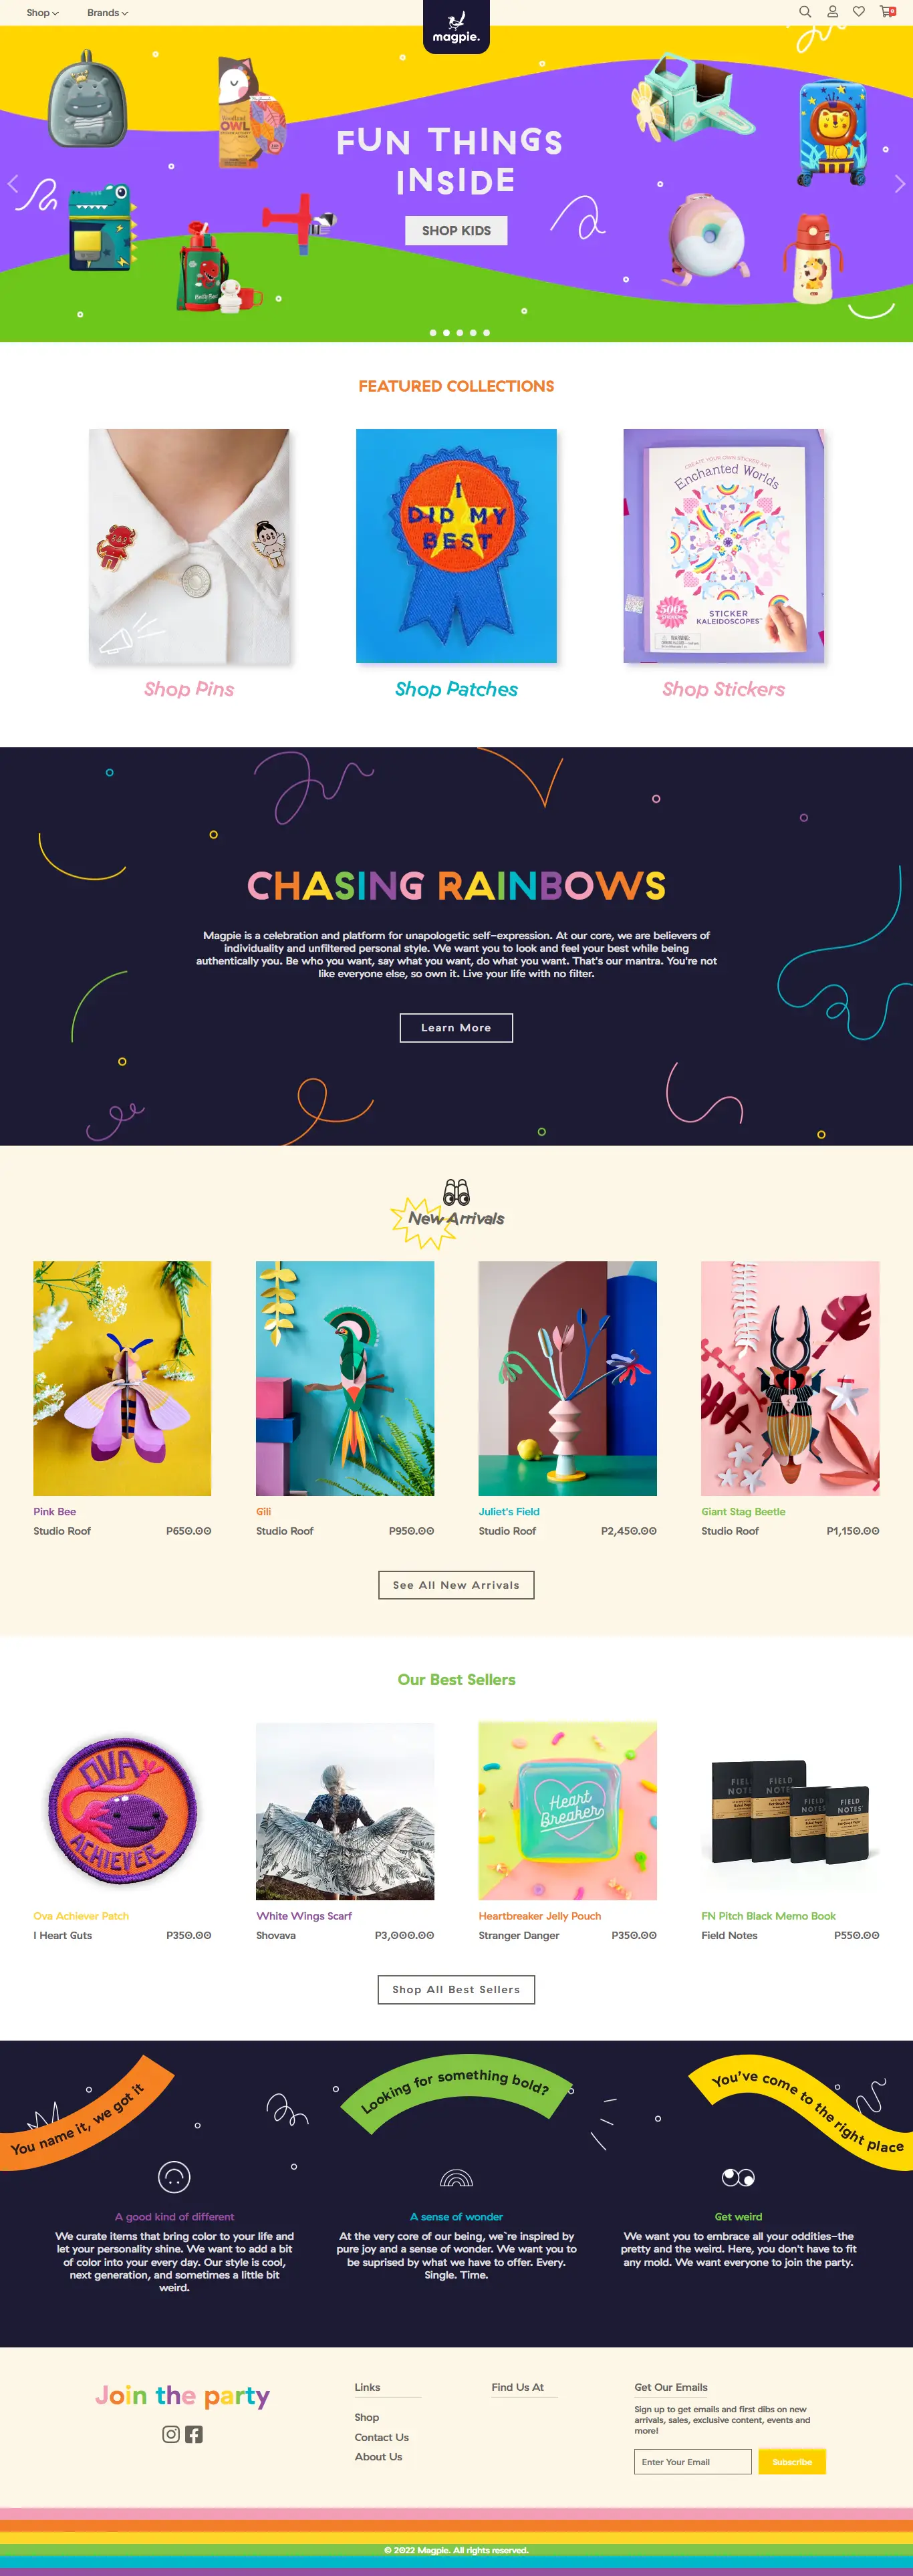 Shop
Brands
magpie.
0
OWL
FUN THINGS
INSIDE
SHOP KIDS
FEATURED COLLECTIONS
I
DID MY
BEST
CREATE YOUR OWN STICKER ART
Enchanted Worlds
500+
STICKER
KALEIDOSCOPES
WARNING
Shop Pins
Shop Patches
Shop Stickers
CHASING RAINBOWS
Magpie is a celebration and platform for unapologetic self-expression. At our core, we are believers of
individuality and unfiltered personal style. We want you to look and feel your best while being
authentically you. Be who you want, say what you want, do what you want. That's our mantra. You're not
like everyone else, so own it. Live your life with no filter.
Learn More
New Arrivals
Pink Bee
Studio Roof P650.00
Gili
Studio Roof P950.00
Juliet's Field
Studio Roof P2,450.00
Giant Stag Beetle
Studio Roof P1,150.00
See All New Arrivals
Our Best Sellers
OVA
ACHIEVER
Heart
Breaker
FIELD
NOTES
FIELD
NOTES
FIELD
NOTES
FIELD
NOTES
Ova Achiever Patch
I Heart Guts P350.00
White Wings Scarf
Shovava P3,000.00
Heartbreaker Jelly Pouch
Stranger Danger P350.00
FN Pitch Black Memo Book
Field Notes P550.00
Shop All Best Sellers
You name it, we got it
Looking for something bold?
You've come to the right place
A good kind of different
We curate items that bring color to your life and
let your personality shine. We want to add a bit
of color into your every day. Our style is cool,
next generation, and sometimes a little bit
weird.
A sense of wonder
At the very core of our being, we`re inspired by
pure joy and a sense of wonder. We want you to
be suprised by what we have to offer. Every.
Single. Time.
Get weird
We want you to embrace all your oddities-the
pretty and the weird. Here, you don't have to fit
any mold. We want everyone to join the party.
Join the party
Links
Shop
Contact Us
About Us
Find Us At
Get Our Emails
Sign up to get emails and first dibs on new
arrivals, sales, exclusive content, events and
more!
Enter Your Email
Subscribe
© 2022 Magpie. All rights reserved.